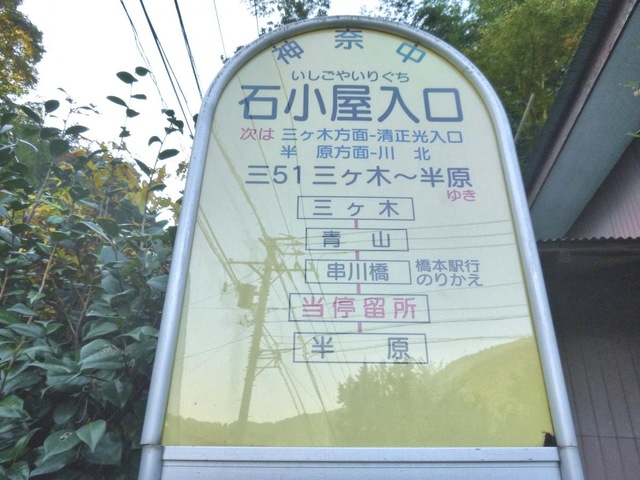 神奈中
いしごやいりぐち
石小屋入口
次は 三ヶ木方面-清正光入口
半 原方面-川 北
三51 三ヶ木～半原
ゆき
三ヶ木
青 山
串川橋 橋本駅行
のりかえ
当停留所
半 原